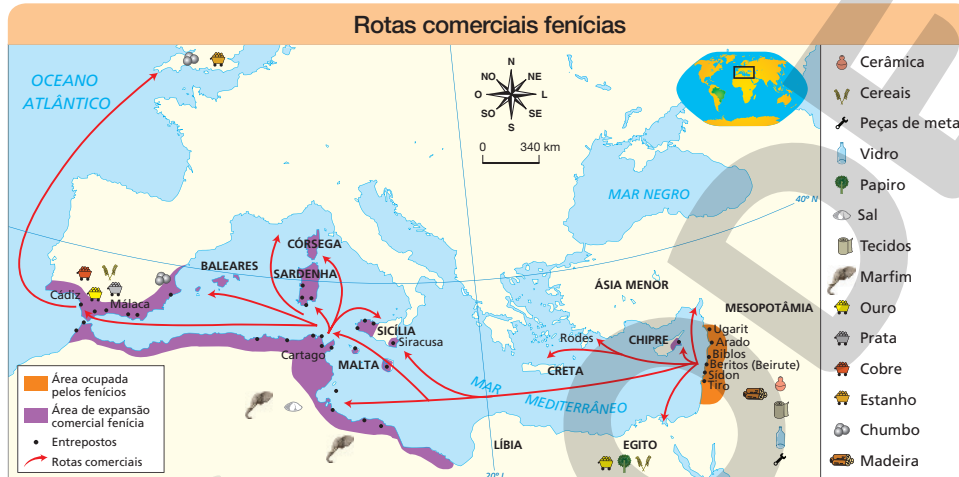 Rotas comerciais fenícias
OCEANO
ATLÂNTICO
N
NO
NE
O
L
SO
SE
S
0 340 km
MAR NEGRO
40° N
CÓRSEGA
BALEARES
SARDENHA
ÁSIA MENOR
MESOPOTÂMIA
Cádiz
Málaca
SICÍLIA
Siracusa
Rodes
CHIPRE
Ugarit
Arado
Biblos
Beritos (Beirute)
Sídon
Tiro
Cartago
MALTA
CRETA
MAR
MEDITERRÂNEO
LÍBIA
EGITO
20° L
Área ocupada
pelos fenícios
Área de expansão
comercial fenícia
Entrepostos
Rotas comerciais
Cerâmica
Cereais
Peças de meta
Vidro
Papiro
Sal
Tecidos
Marfim
Ouro
Prata
Cobre
Estanho
Chumbo
Madeira